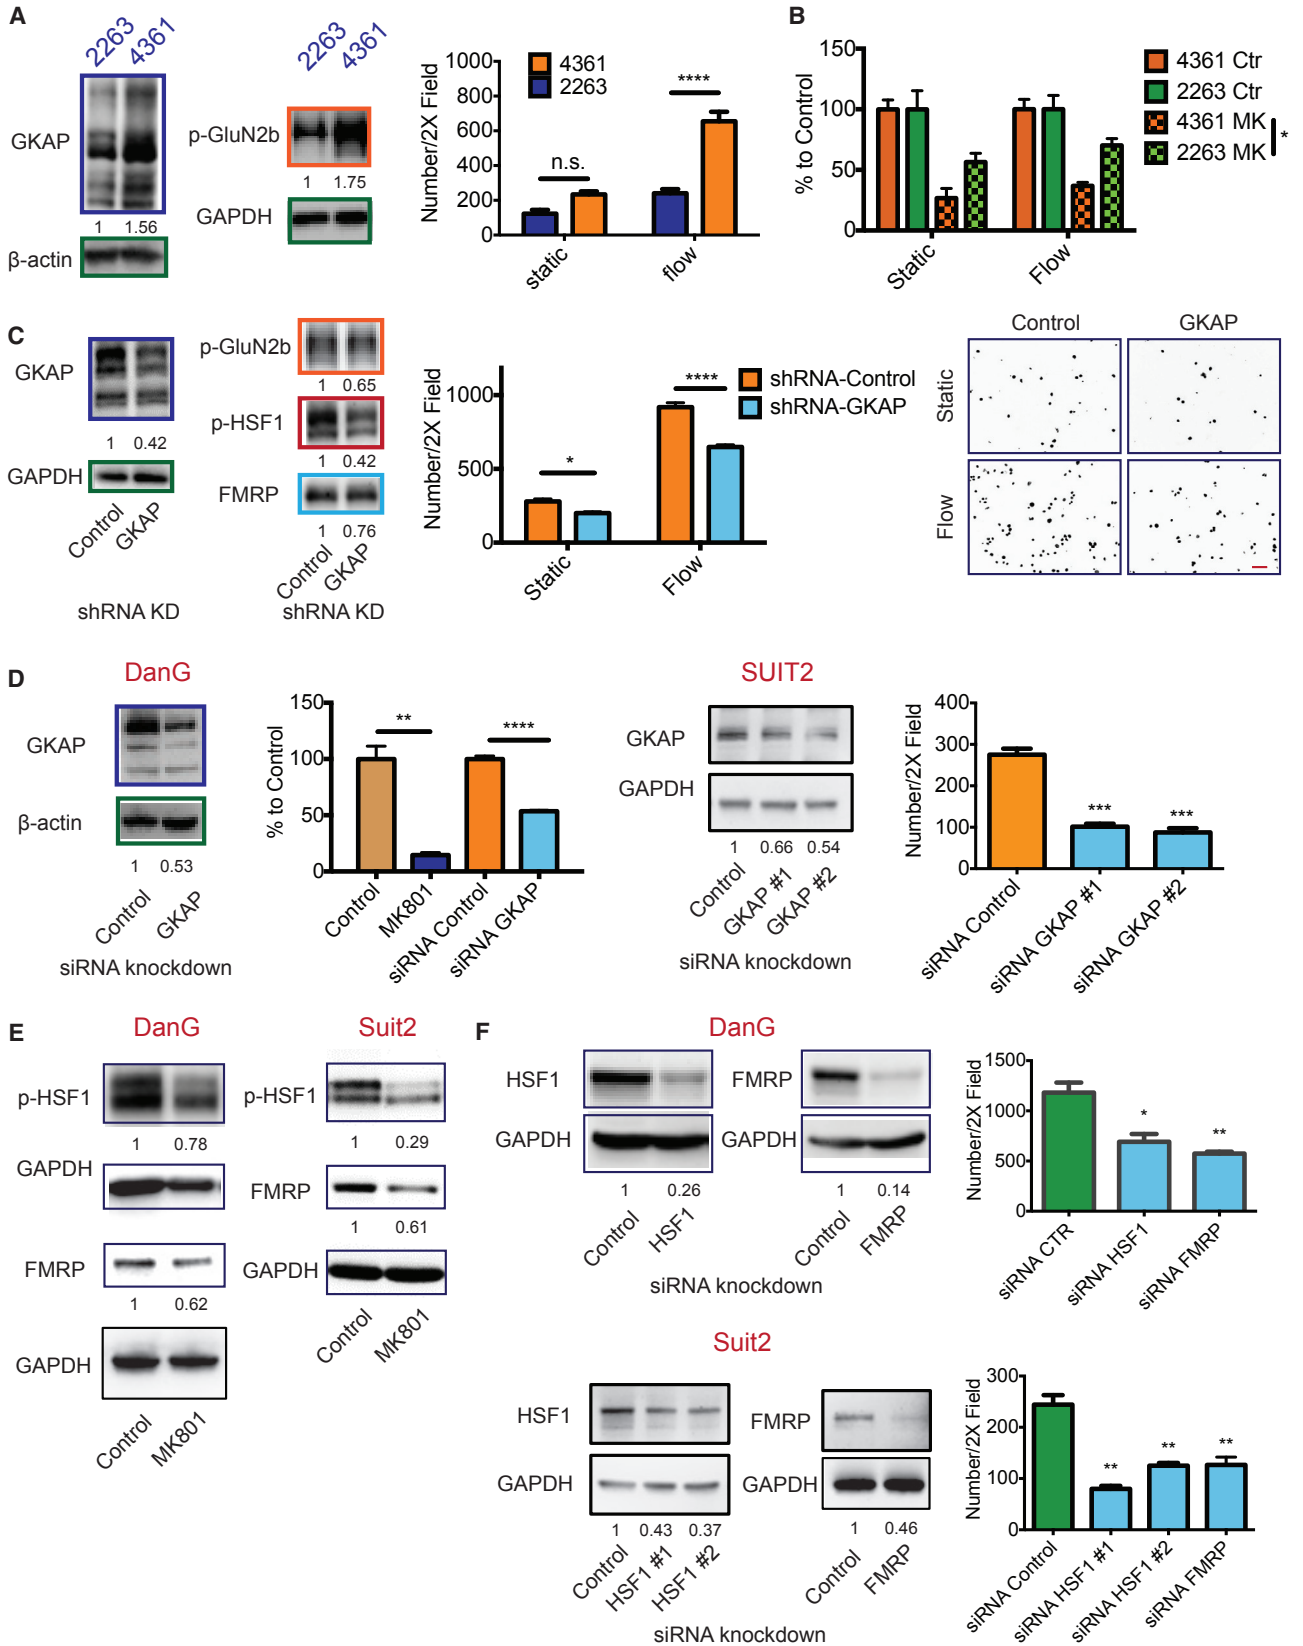 A
2263
4361
GKAP
1 1.56
β-actin
2263
4361
p-GluN2b
1 1.75
GAPDH
Number/2X Field
1000
800
600
400
200
0
4361
2263
n.s.
****
static
flow
B
% to Control
150
100
50
0
Static
Flow
4361 Ctr
2263 Ctr
4361 MK
2263 MK
*
C
GKAP
1 0.42
GAPDH
Control
GKAP
shRNA KD
p-GluN2b
1 0.65
p-HSF1
1 0.42
FMRP
1 0.76
Control
GKAP
shRNA KD
Number/2X Field
1000
500
0
*
****
shRNA-Control
shRNA-GKAP
Static
Flow
Control
GKAP
Static
Flow
D
DanG
GKAP
β-actin
1 0.53
Control
GKAP
siRNA knockdown
% to Control
150
100
50
0
**
****
Control
MK801
siRNA Control
siRNA GKAP
SUIT2
GKAP
GAPDH
1 0.66 0.54
Control
GKAP #1
GKAP #2
siRNA knockdown
Number/2X Field
400
300
200
100
0
***
***
siRNA Control
siRNA GKAP #1
siRNA GKAP #2
E
DanG
p-HSF1
1 0.78
GAPDH
FMRP
1 0.62
GAPDH
Control
MK801
Suit2
p-HSF1
1 0.29
FMRP
1 0.61
GAPDH
Control
MK801
F
DanG
HSF1
GAPDH
1 0.26
Control
HSF1
FMRP
GAPDH
1 0.14
Control
FMRP
siRNA knockdown
Number/2X Field
1500
1000
500
0
*
**
siRNA CTR
siRNA HSF1
siRNA FMRP
Suit2
HSF1
GAPDH
1 0.43 0.37
Control
HSF1 #1
HSF1 #2
FMRP
GAPDH
1 0.46
Control
FMRP
siRNA knockdown
Number/2X Field
300
200
100
0
**
**
**
siRNA Control
siRNA HSF1 #1
siRNA HSF1 #2
siRNA FMRP